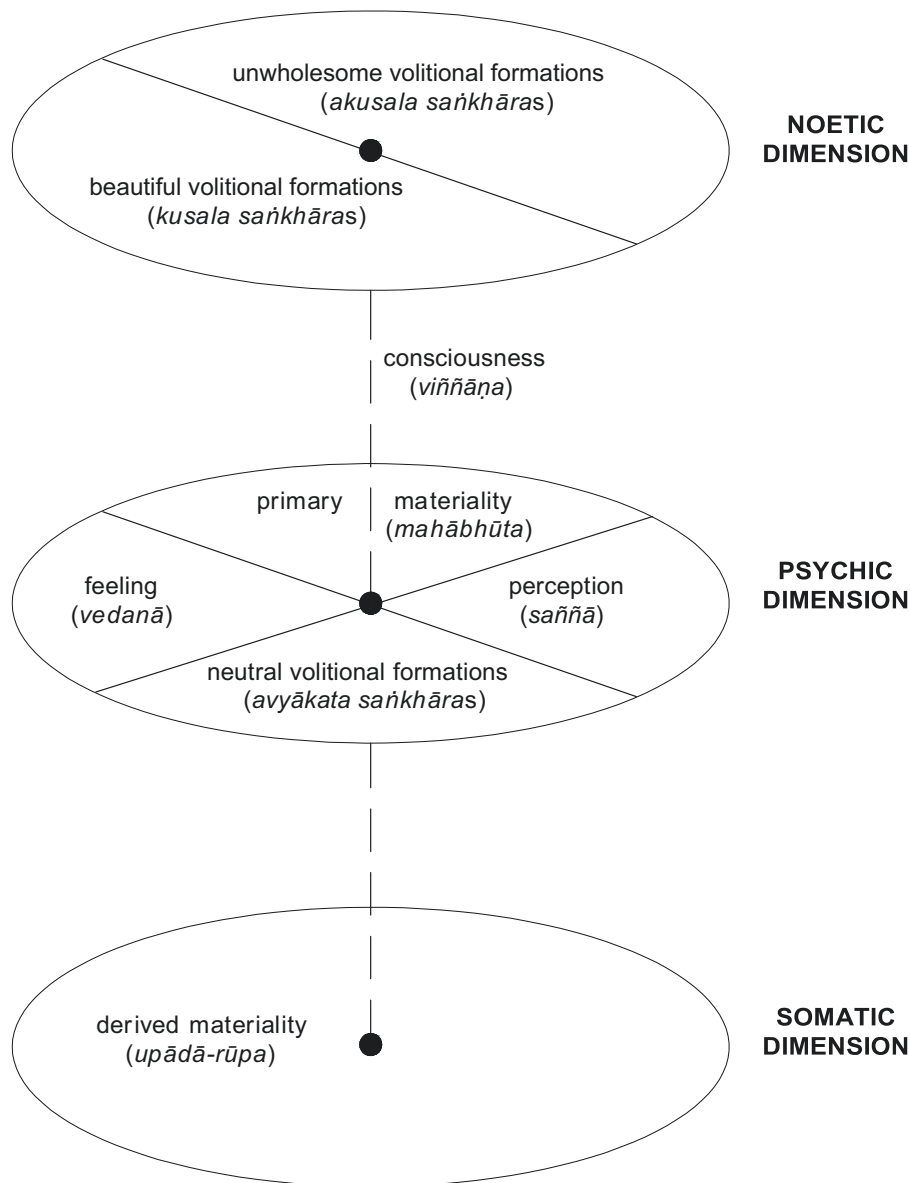 unwholesome volitional formations
(akusala saṅkhāras)
NOETIC
DIMENSION
beautiful volitional formations
(kusala saṅkhāras)
consciousness
(viññāṇa)
primary materiality
(mahābhūta)
feeling
(vedanā)
perception
(saññā)
PSYCHIC
DIMENSION
neutral volitional formations
(avyākata saṅkhāras)
derived materiality
(upādā-rūpa)
SOMATIC
DIMENSION